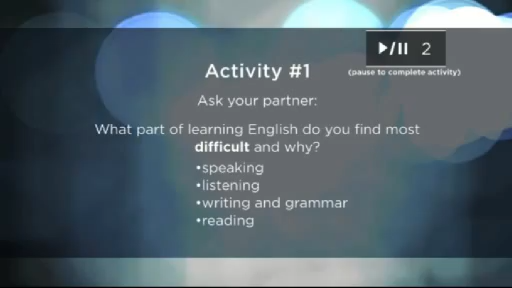 ▶/II 2
(pause to complete activity)
Activity #1
Ask your partner:
What part of learning English do you find most
difficult and why?
•speaking
•listening
•writing and grammar
•reading